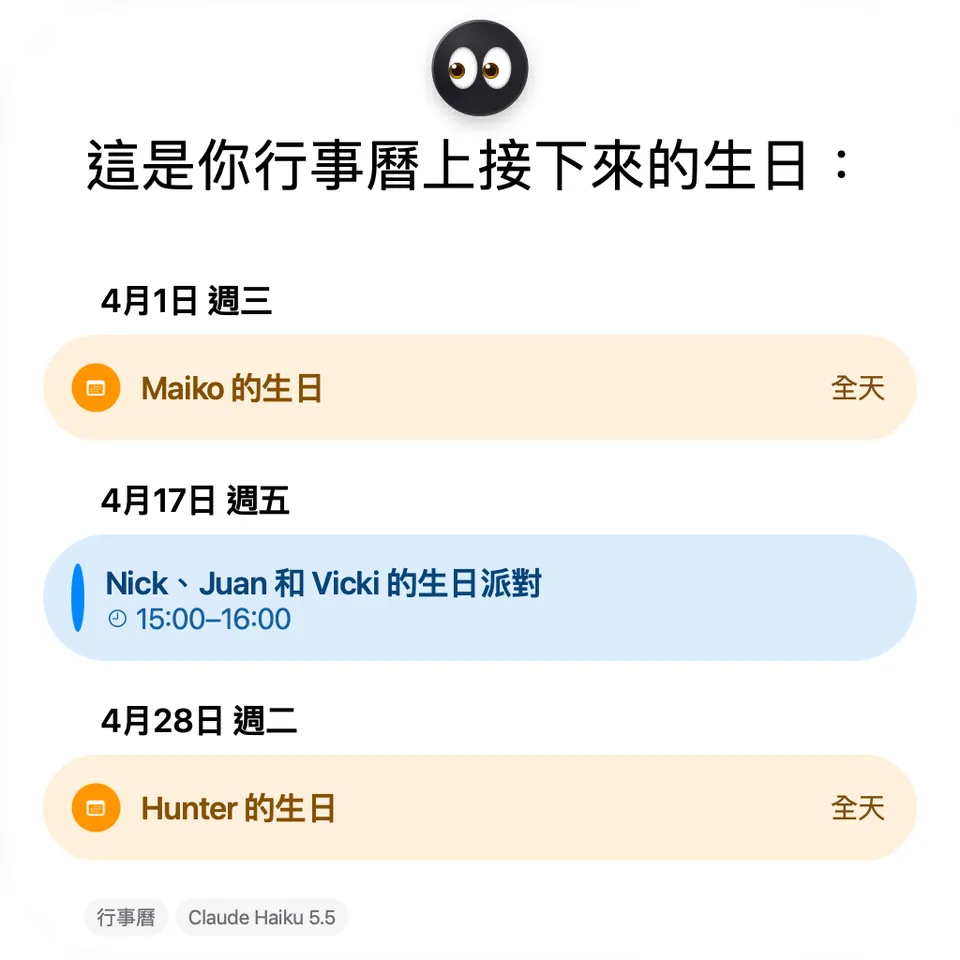 這是你行事曆上接下來的生日：
4月1日 週三
Maiko 的生日
全天
4月17日 週五
Nick、Juan 和 Vicki 的生日派對
15:00–16:00
4月28日 週二
Hunter 的生日
全天
行事曆
Claude Haiku 5.5